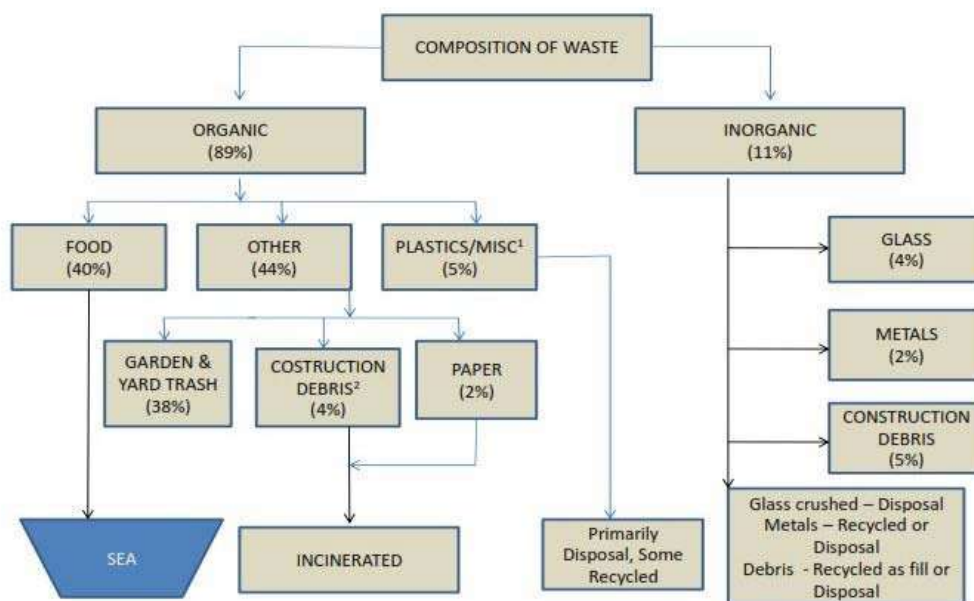 COMPOSITION OF WASTE
ORGANIC
(89%)
INORGANIC
(11%)
FOOD
(40%)
OTHER
(44%)
PLASTICS/MISC¹
(5%)
GLASS
(4%)
GARDEN &
YARD TRASH
(38%)
COSTRUCTION
DEBRIS²
(4%)
PAPER
(2%)
METALS
(2%)
CONSTRUCTION
DEBRIS
(5%)
SEA
INCINERATED
Primarily
Disposal, Some
Recycled
Glass crushed – Disposal
Metals – Recycled or
Disposal
Debris - Recycled as fill or
Disposal